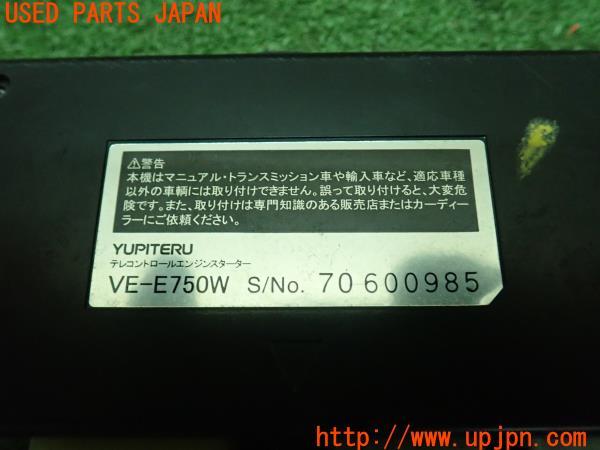 USED PARTS JAPAN
⚠警告
本機はマニュアル・トランスミッション車や輸入車など、適応車種
以外の車輌には取り付けできません。誤って取り付けると、大変危
険です。また、取り付けは専門知識のある販売店またはカーディー
ラーにご依頼ください。
YUPITERU
テレコントロールエンジンスターター
VE-E750W S/No. 70600985
UPJ
http://www.upjpn.com